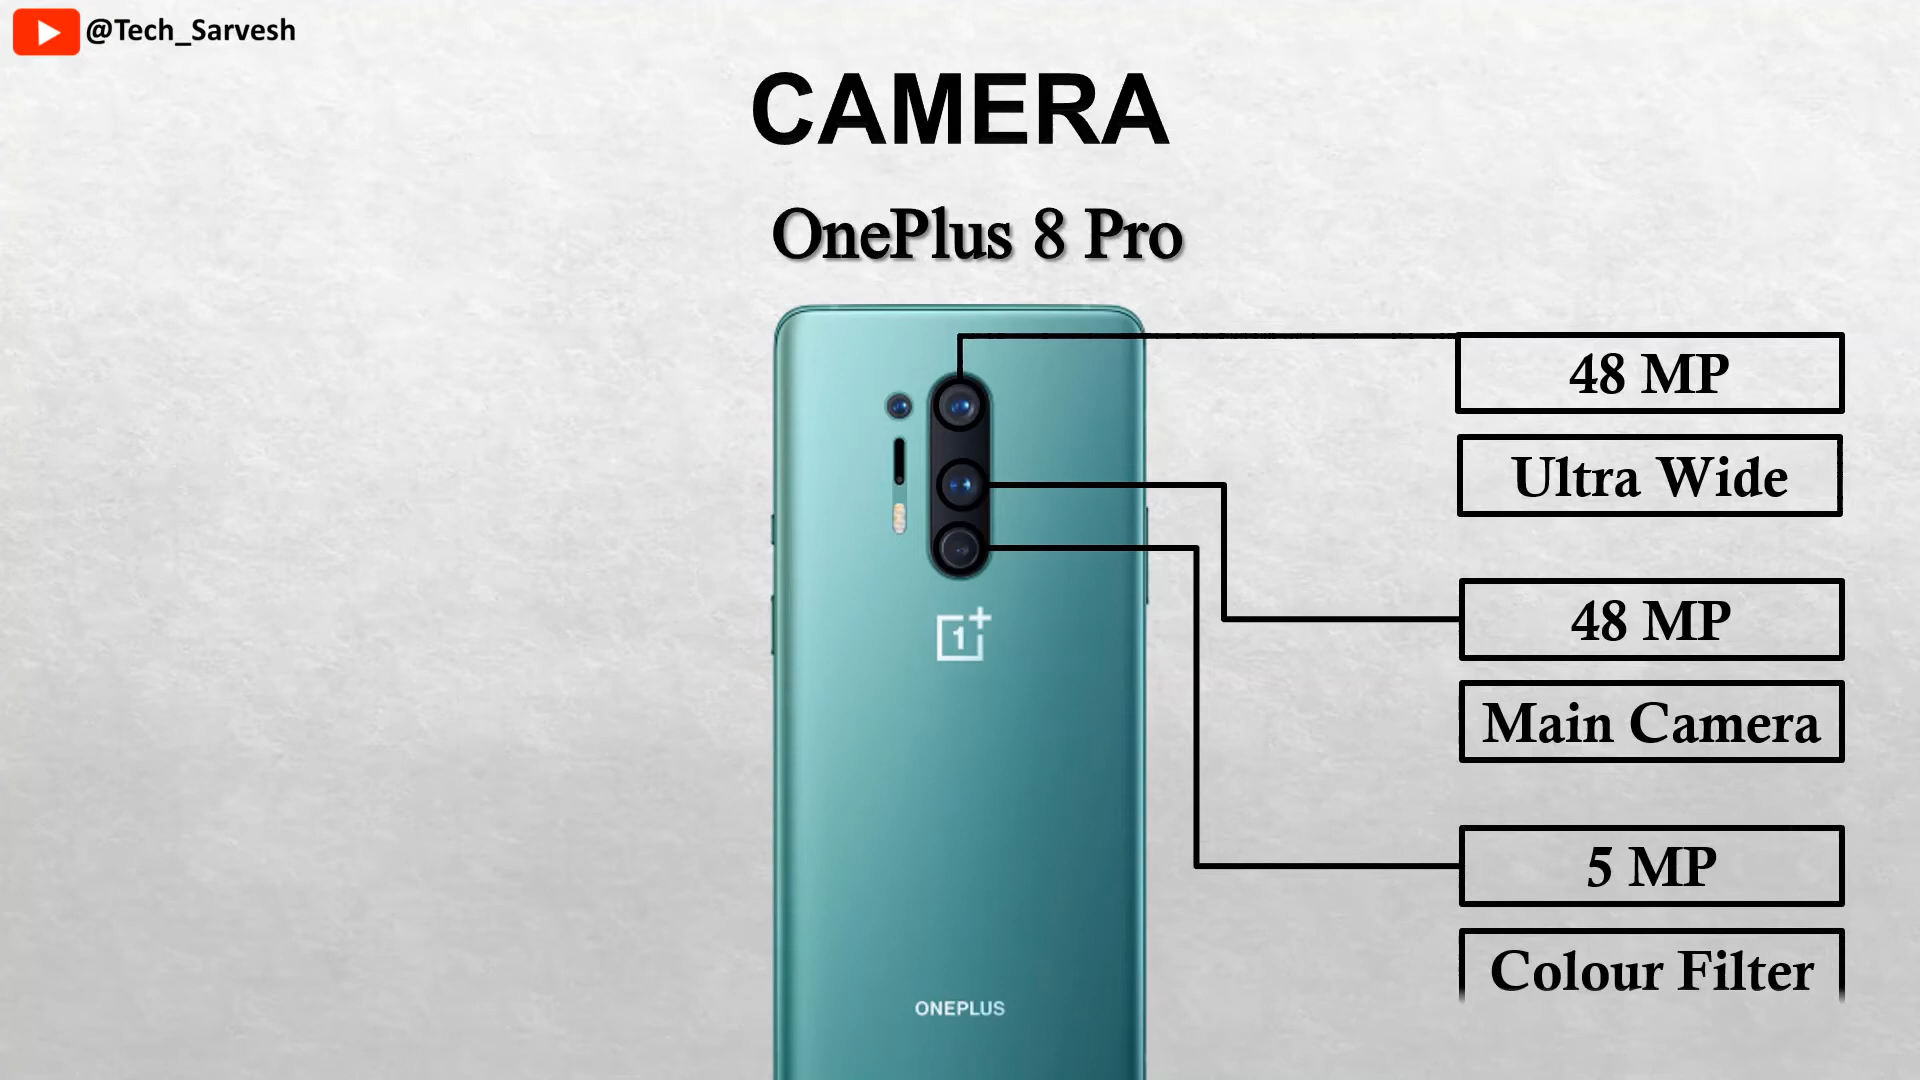 @Tech_Sarvesh
CAMERA
OnePlus 8 Pro
48 MP
Ultra Wide
48 MP
Main Camera
5 MP
Colour Filter
1+
ONEPLUS